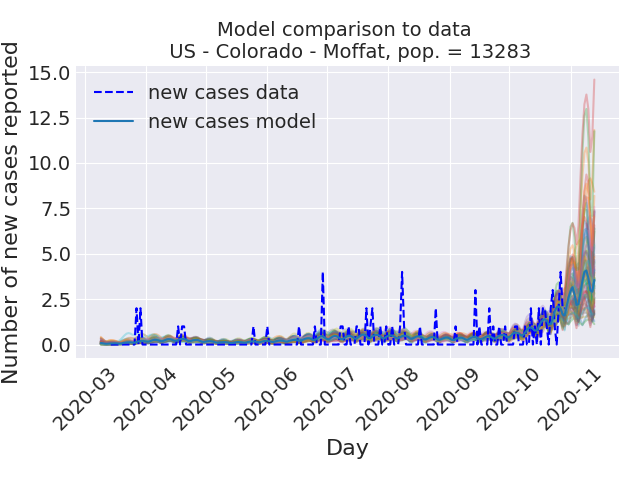 Model comparison to data
US - Colorado - Moffat, pop. = 13283
Number of new cases reported
15.0
12.5
10.0
7.5
5.0
2.5
0.0
new cases data
new cases model
2020-03
2020-04
2020-05
2020-06
2020-07
2020-08
2020-09
2020-10
2020-11
Day